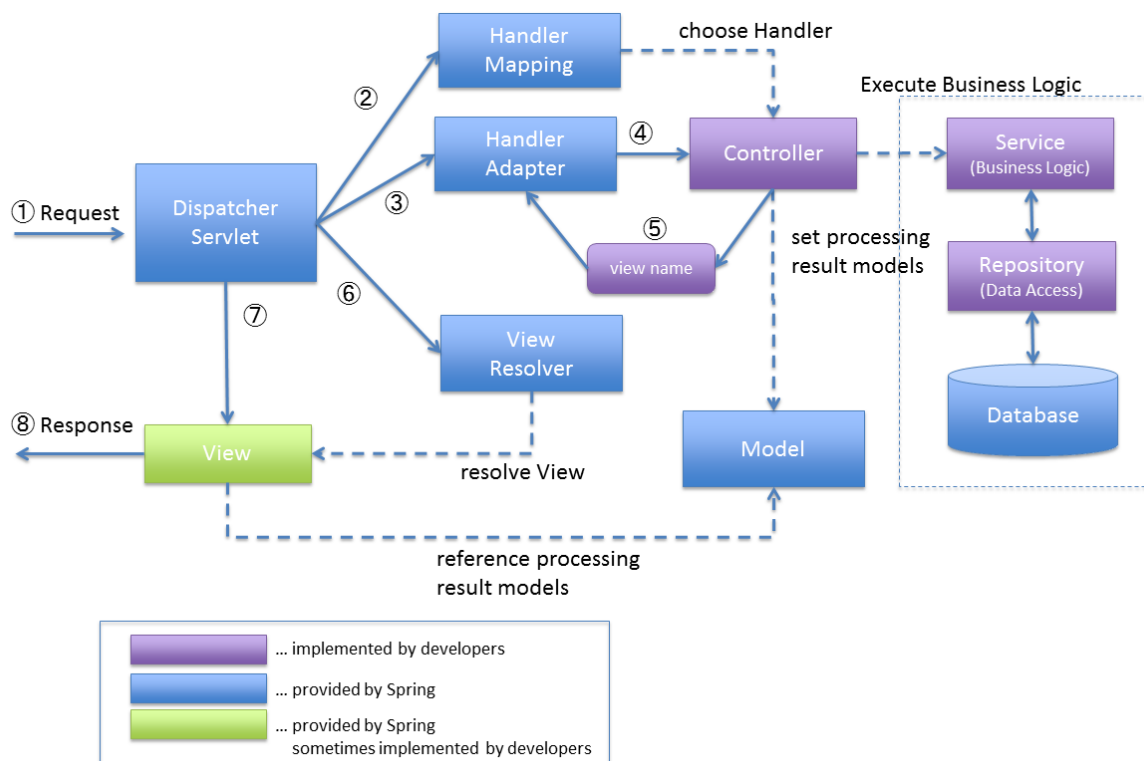 Handler
Mapping
choose Handler
Execute Business Logic
②
④
Handler
Adapter
Controller
Service
(Business Logic)
① Request
Dispatcher
Servlet
③
⑤
view name
set processing
result models
Repository
(Data Access)
⑥
⑦
View
Resolver
Database
⑧ Response
View
resolve View
Model
reference processing
result models
... implemented by developers
... provided by Spring
... provided by Spring
sometimes implemented by developers